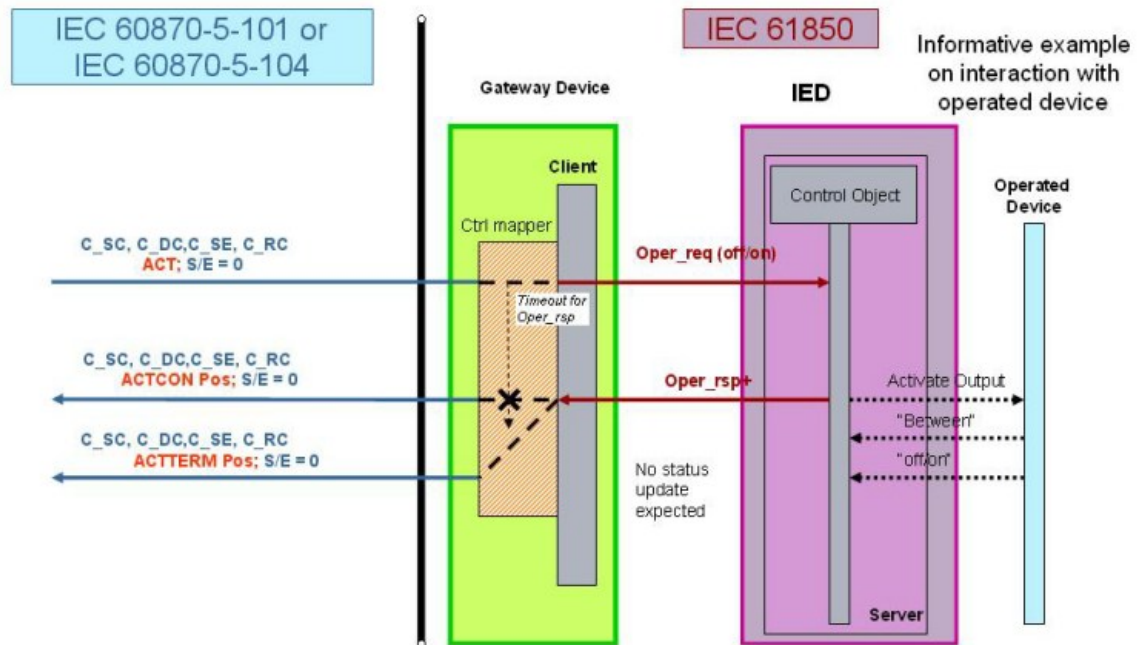 IEC 60870-5-101 or
IEC 60870-5-104
IEC 61850
Informative example
on interaction with
operated device
Gateway Device
IED
Client
Control Object
Operated
Device
Ctrl mapper
C_SC, C_DC,C_SE, C_RC
ACT; S/E = 0
Oper_req (off/on)
Timeout for
Oper_rsp
C_SC, C_DC,C_SE, C_RC
ACTCON Pos; S/E = 0
Oper_rsp+
Activate Output
"Between"
C_SC, C_DC,C_SE, C_RC
ACTTERM Pos; S/E = 0
"off/on"
No status
update
expected
Server